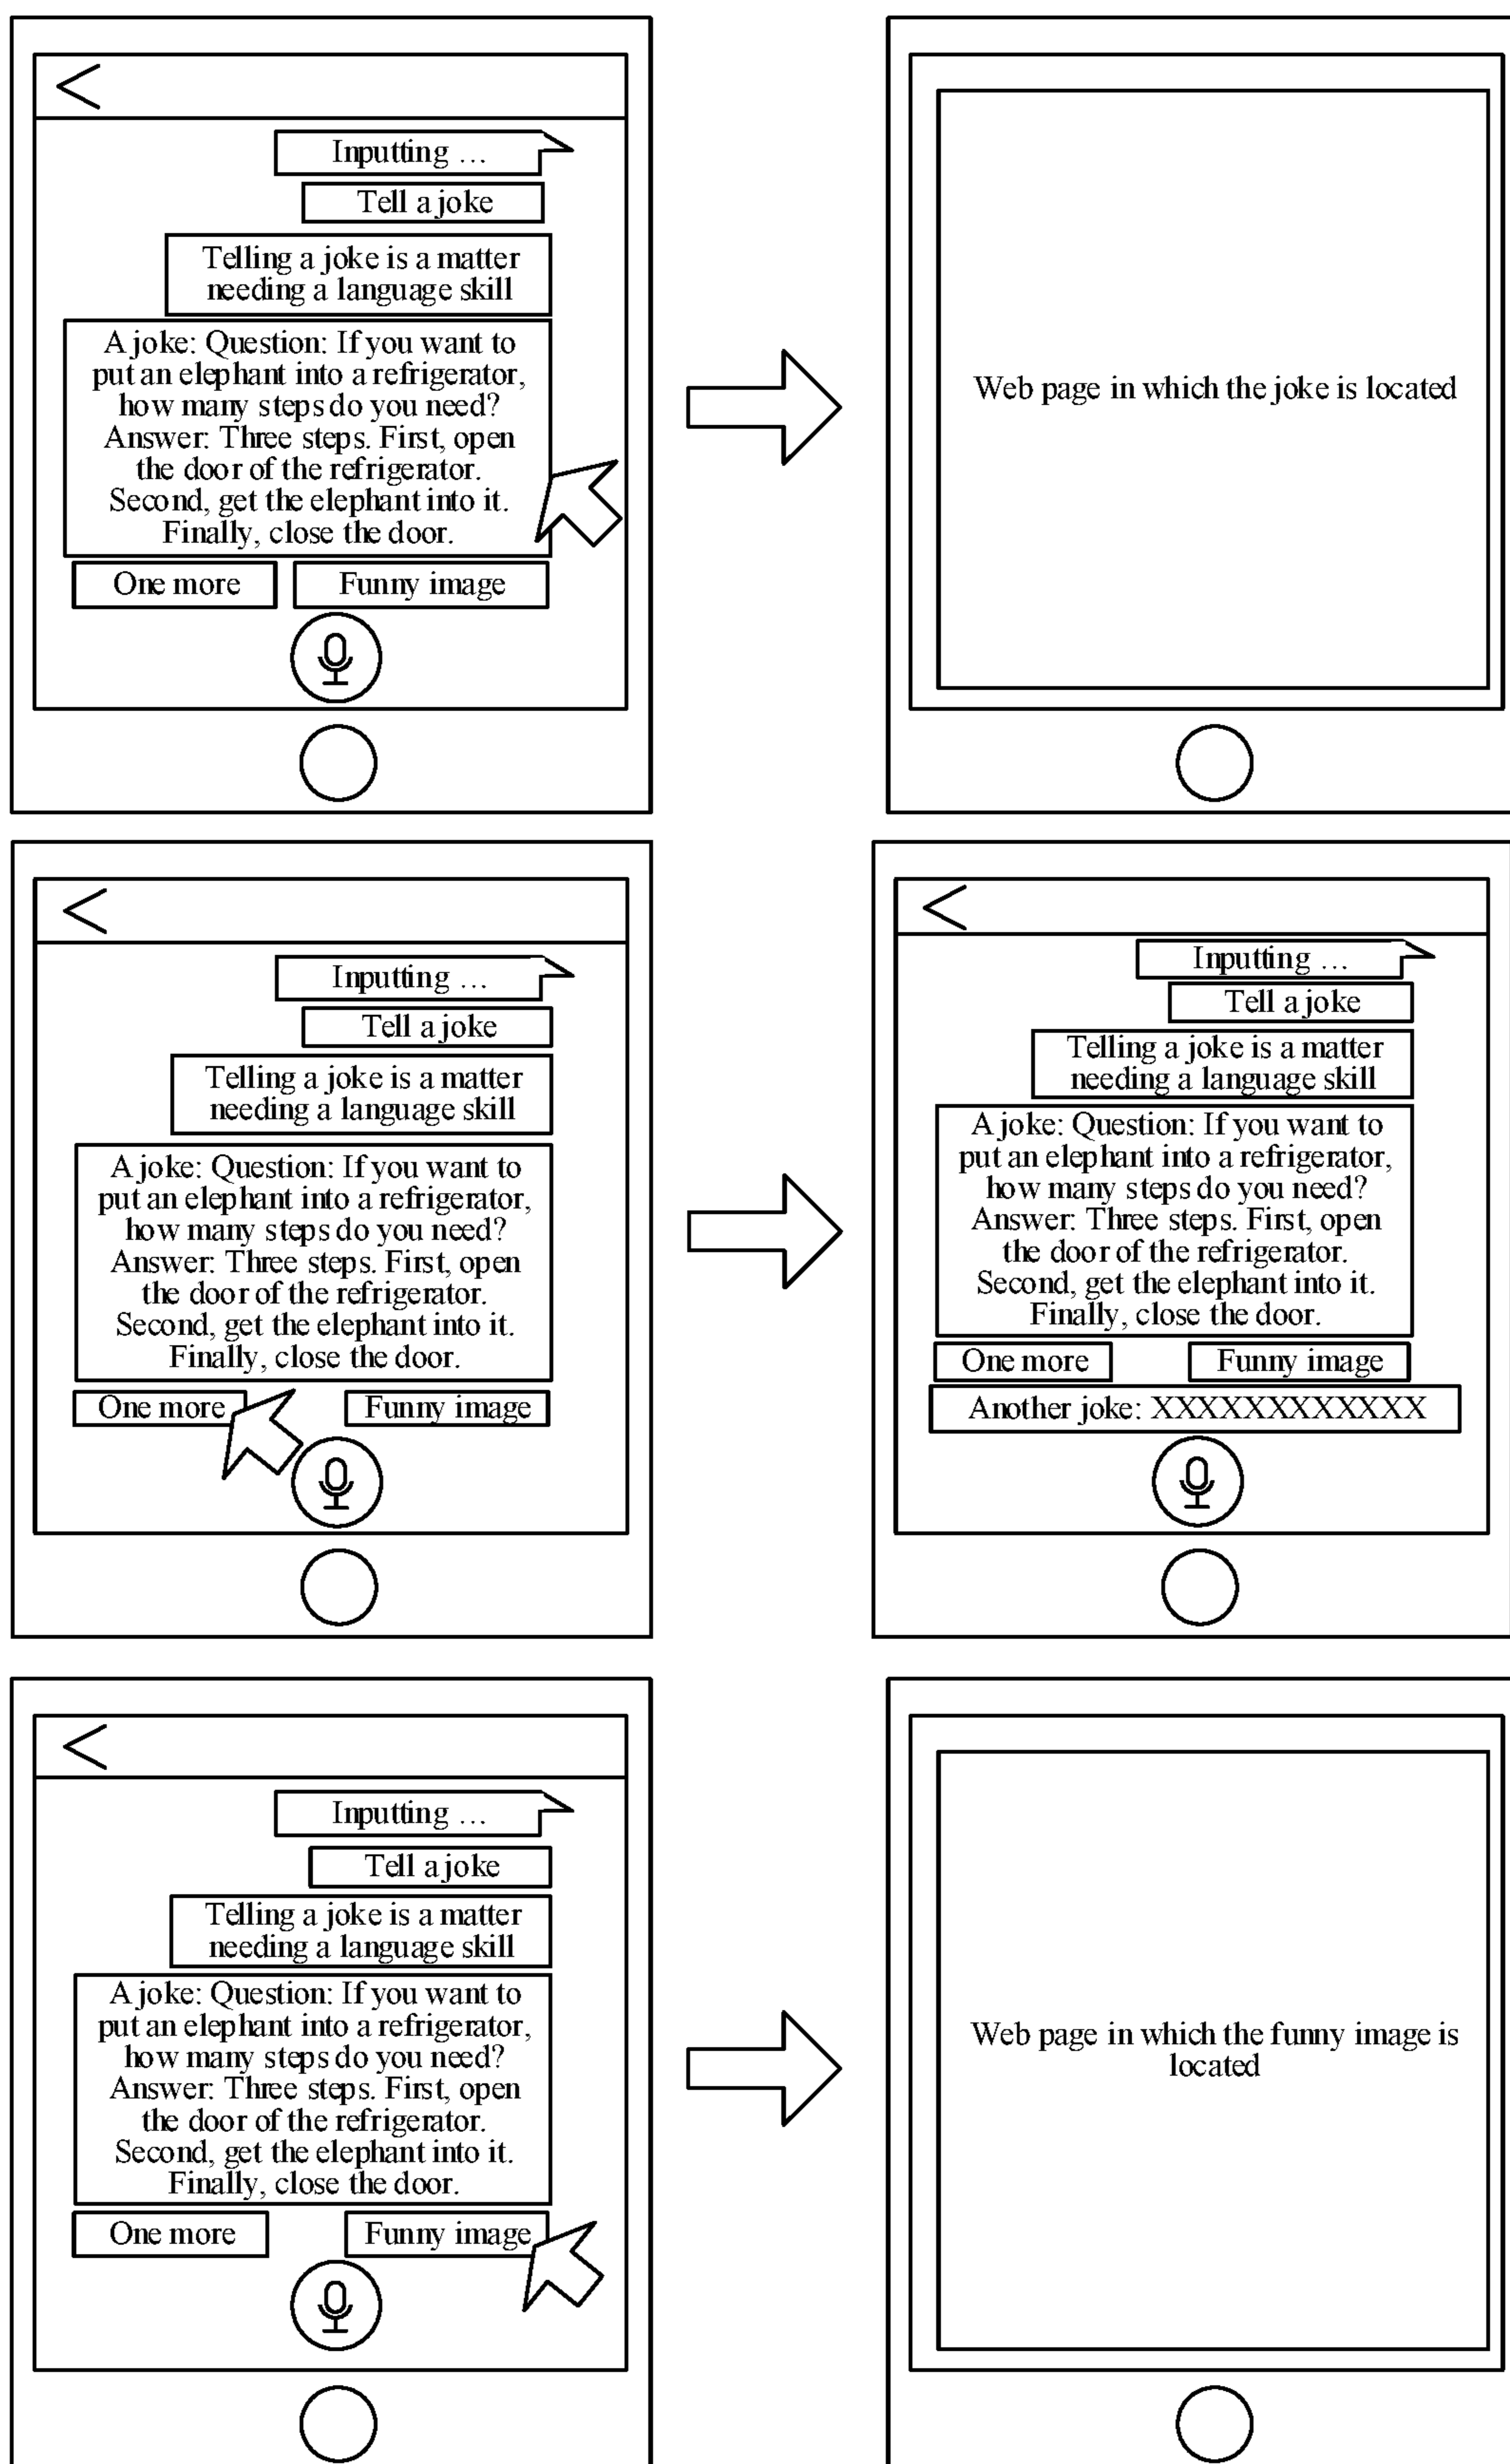 Inputting ...
Tell a joke
Telling a joke is a matter
needing a language skill
A joke: Question: If you want to
put an elephant into a refrigerator,
how many steps do you need?
Answer: Three steps. First, open
the door of the refrigerator.
Second, get the elephant into it.
Finally, close the door.
One more
Funny image
Web page in which the joke is located
Inputting ...
Tell a joke
Telling a joke is a matter
needing a language skill
A joke: Question: If you want to
put an elephant into a refrigerator,
how many steps do you need?
Answer: Three steps. First, open
the door of the refrigerator.
Second, get the elephant into it.
Finally, close the door.
One more
Funny image
Inputting ...
Tell a joke
Telling a joke is a matter
needing a language skill
A joke: Question: If you want to
put an elephant into a refrigerator,
how many steps do you need?
Answer: Three steps. First, open
the door of the refrigerator.
Second, get the elephant into it.
Finally, close the door.
One more
Funny image
Another joke: XXXXXXXXXXXX
Inputting ...
Tell a joke
Telling a joke is a matter
needing a language skill
A joke: Question: If you want to
put an elephant into a refrigerator,
how many steps do you need?
Answer: Three steps. First, open
the door of the refrigerator.
Second, get the elephant into it.
Finally, close the door.
One more
Funny image
Web page in which the funny image is
located